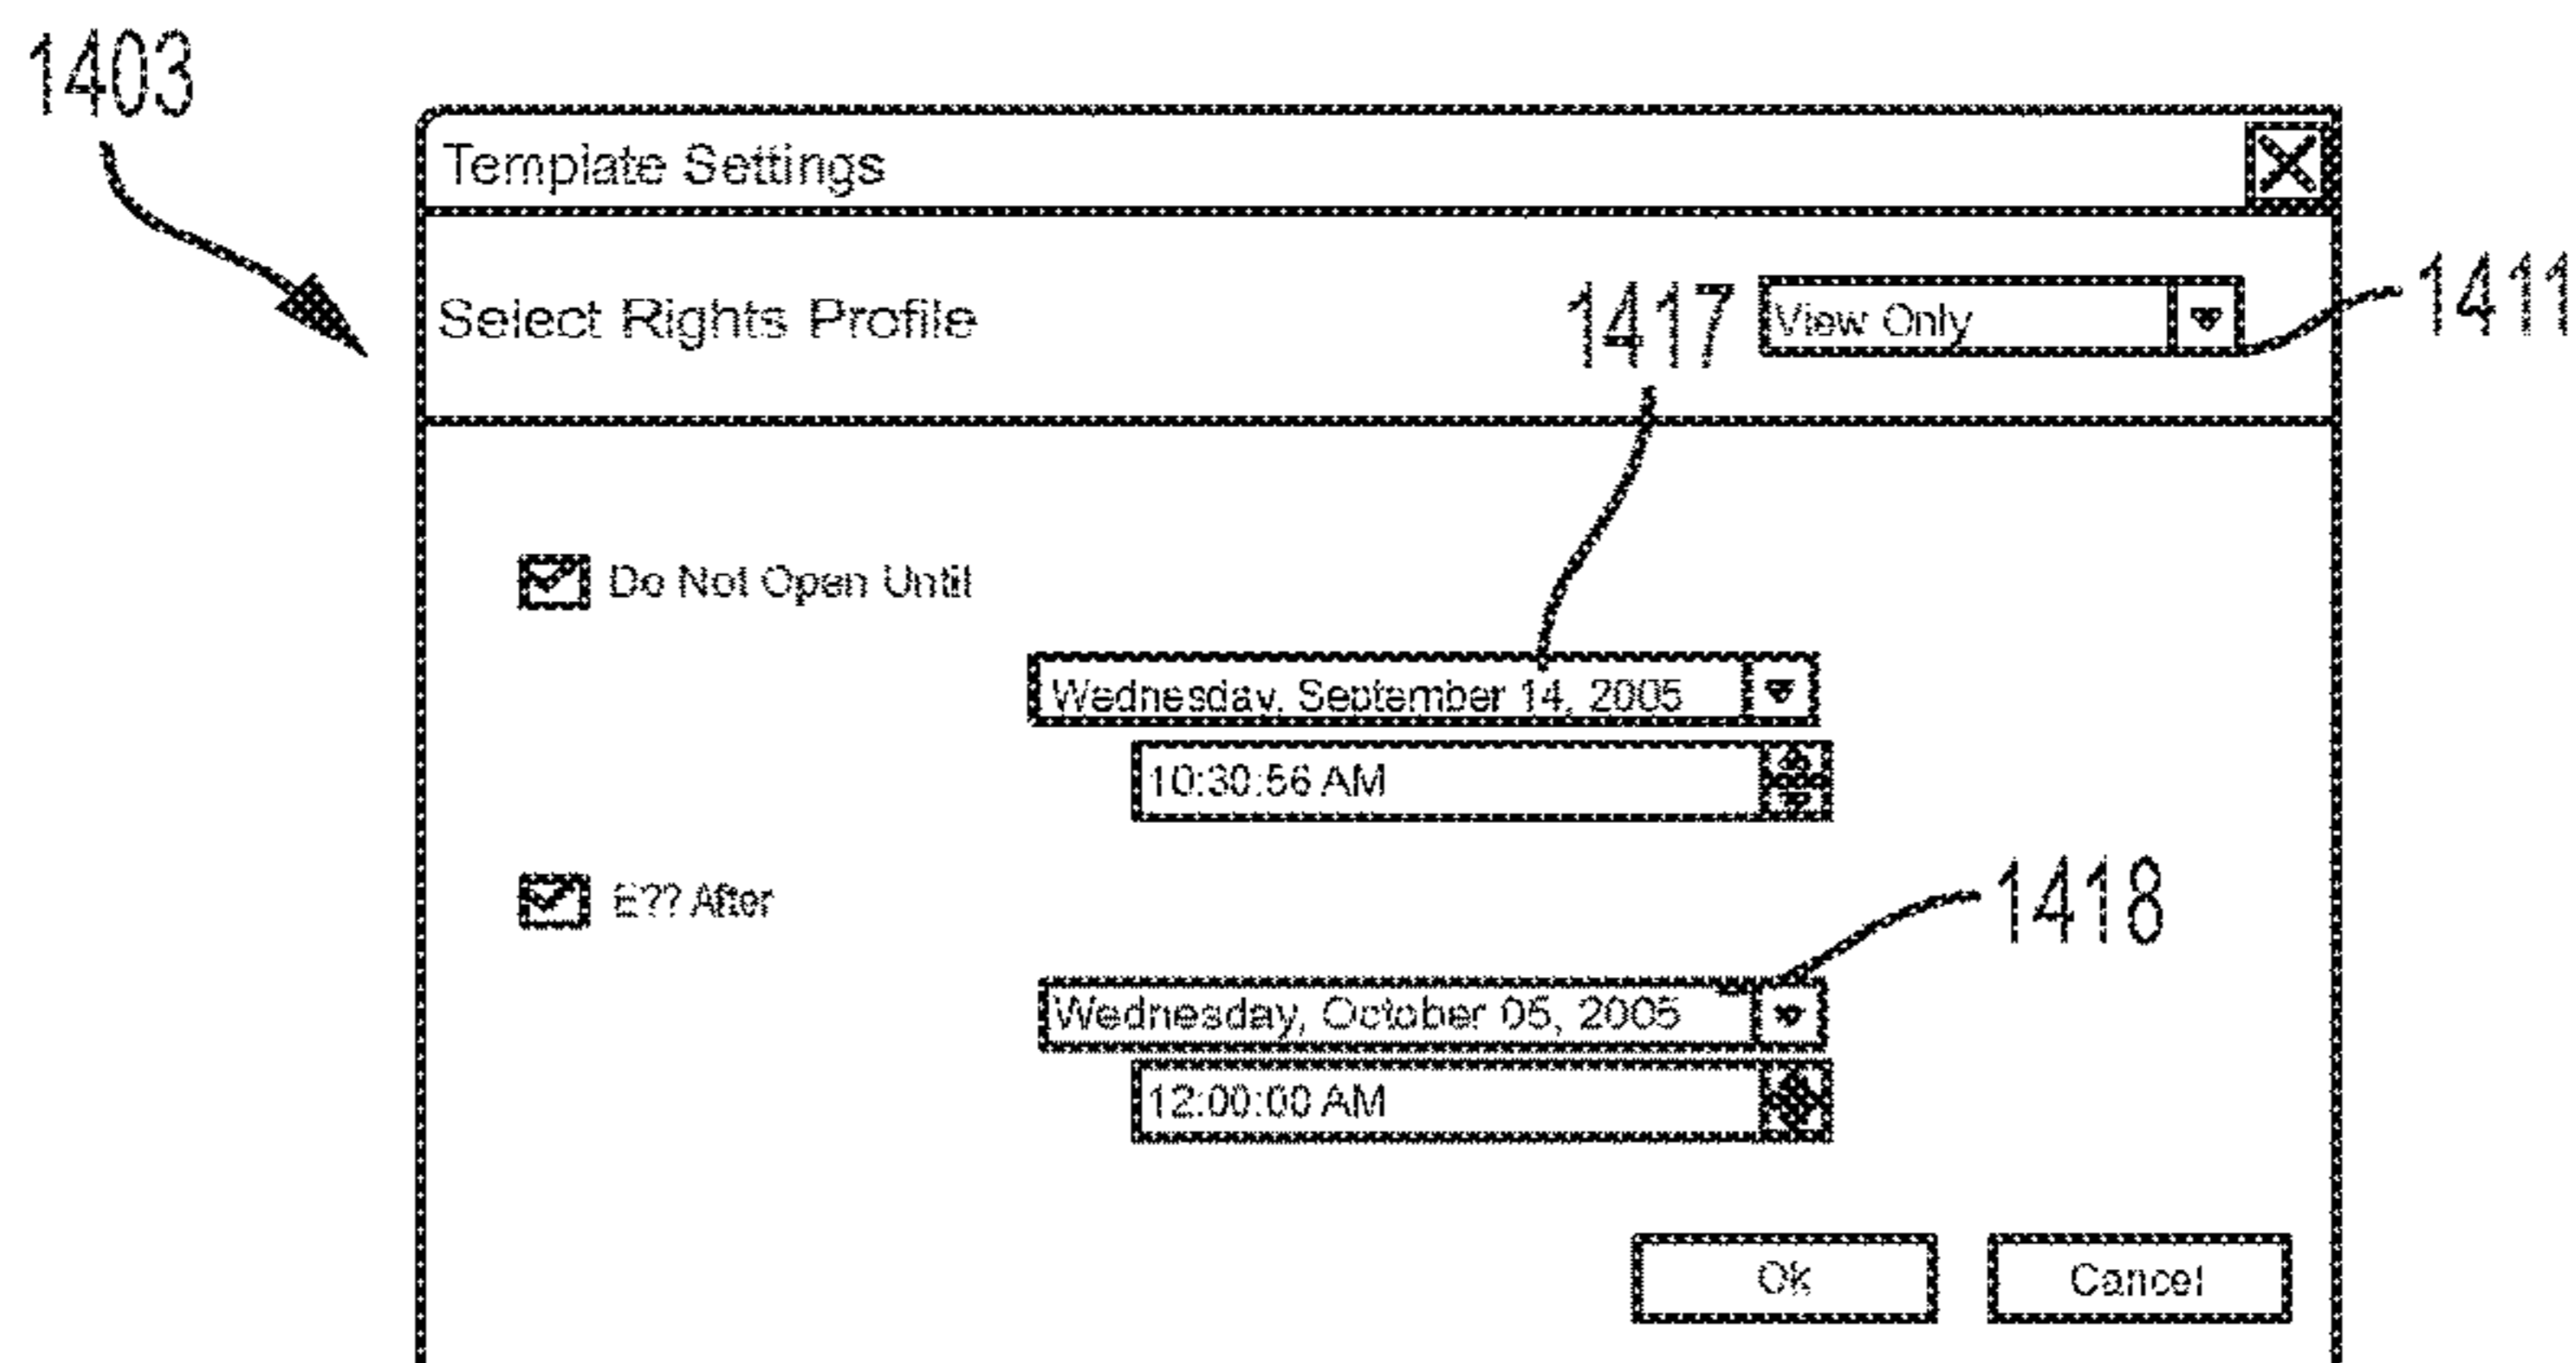 1403
Template Settings
Select Rights Profile
1417
View Only
1411
Do Not Open Until
Wednesday, September 14, 2005
10:30:56 AM
E?? After
1418
Wednesday, October 05, 2005
12:00:00 AM
Ok
Cancel